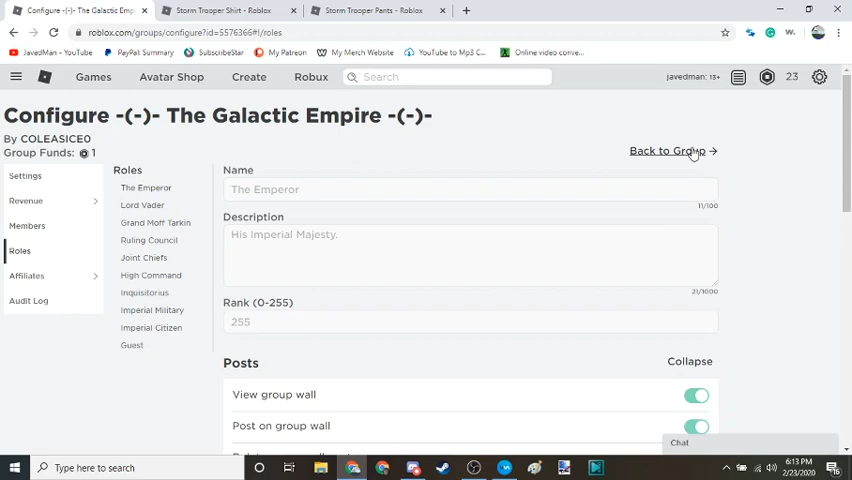 Configure -(-)- The Galactic Emp
Storm Trooper Shirt - Roblox
Storm Trooper Pants - Roblox
roblox.com/groups/configure?id=5576366#!/roles
JavedMan - YouTube
PayPal Summary
SubscribeStar
My Patreon
My Merch Website
YouTube to Mp3 C...
Online video conve...
Games
Avatar Shop
Create
Robux
Search
javedman: 13+
23
Configure -(-)- The Galactic Empire -(-)-
By COLEASICE0
Group Funds: 1
Back to Group →
Settings
Revenue
Members
Roles
Affiliates
Audit Log
Roles
The Emperor
Lord Vader
Grand Moff Tarkin
Ruling Council
Joint Chiefs
High Command
Inquisitorius
Imperial Military
Imperial Citizen
Guest
Name
The Emperor
11/100
Description
His Imperial Majesty.
21/1000
Rank (0-255)
255
Posts
Collapse
View group wall
Post on group wall
Chat
Type here to search
6:13 PM
2/23/2020